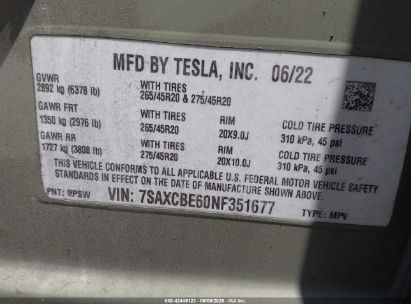 MFD BY TESLA, INC. 06/22
GVWR
2892 kg (6378 lb)
WITH TIRES
265/45R20 & 275/45R20
GAWR FRT
1350 kg (2976 lb)
WITH TIRES
265/45R20
RIM
20X9.0J
COLD TIRE PRESSURE
310 kPa, 45 psi
GAWR RR
1727 kg (3808 lb)
WITH TIRES
275/45R20
RIM
20X10.0J
COLD TIRE PRESSURE
310 kPa, 45 psi
THIS VEHICLE CONFORMS TO ALL APPLICABLE U.S. FEDERAL MOTOR VEHICLE SAFETY
STANDARDS IN EFFECT ON THE DATE OF MANUFACTURE SHOWN ABOVE.
PNT: PPSW VIN: 7SAXCBE60NF351677 TYPE: MPV